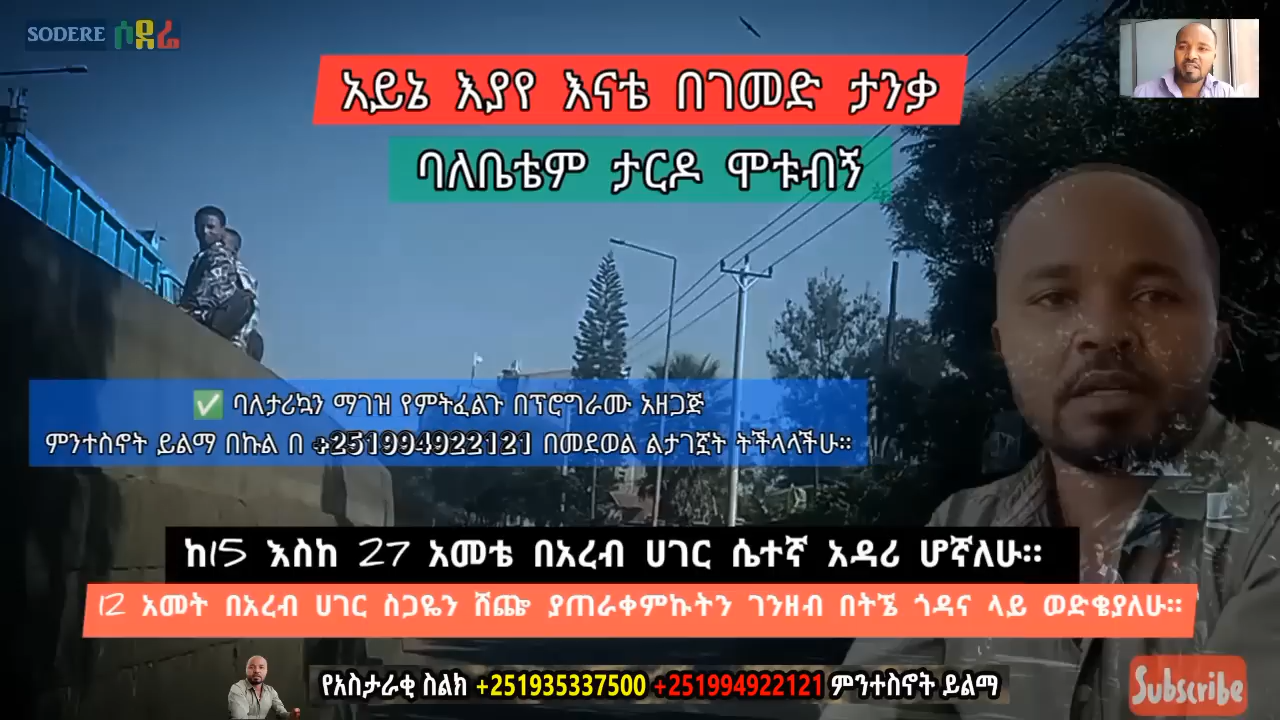 SODERE ሶደሬ
አይኔ እያየ እናቴ በገመድ ታንቃ
ባለቤቴም ታርዶ ሞቱብኝ
✅ ባለታሪኳን ማገዝ የምትፈልጉ በፕሮግራሙ አዘጋጅ
ምንተስኖት ይልማ በኩል በ +251994922121 በመደወል ልታገኟት ትችላላችሁ።
ከ15 እስከ 27 አመቴ በአረብ ሀገር ሴተኛ አዳሪ ሆኛለሁ።
12 አመት በአረብ ሀገር ስጋዬን ሸጬ ያጠራቀምኩትን ገንዘብ በትኜ ጎዳና ላይ ወድቄያለሁ።
የአስታራቂ ስልክ +251935337500 +251994922121 ምንተስኖት ይልማ
Subscribe